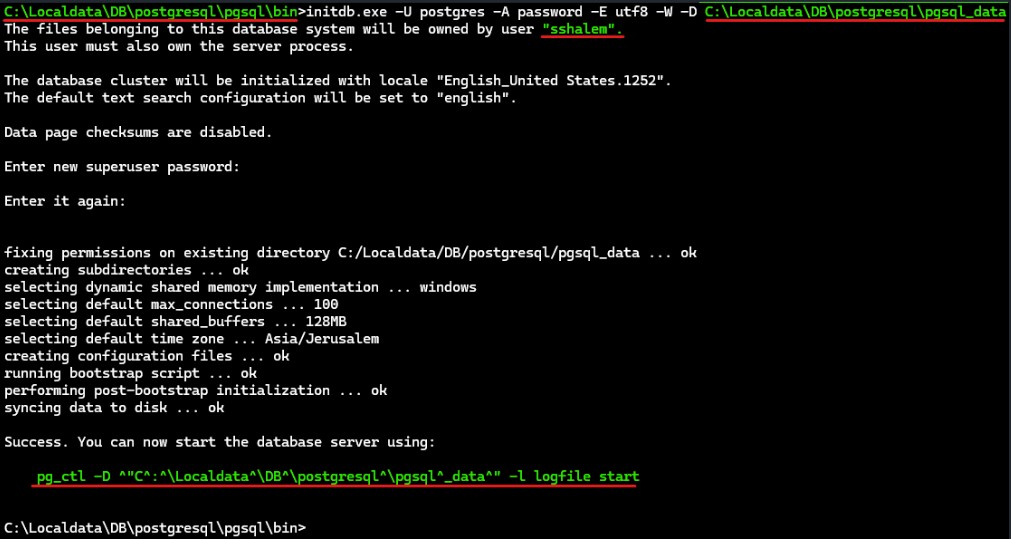 C:\Localdata\DB\postgresql\pgsql\bin>initdb.exe -U postgres -A password -E utf8 -W -D C:\Localdata\DB\postgresql\pgsql_data
The files belonging to this database system will be owned by user "sshalem".
This user must also own the server process.
The database cluster will be initialized with locale "English_United States.1252".
The default text search configuration will be set to "english".
Data page checksums are disabled.
Enter new superuser password:
Enter it again:
fixing permissions on existing directory C:/Localdata/DB/postgresql/pgsql_data ... ok
creating subdirectories ... ok
selecting dynamic shared memory implementation ... windows
selecting default max_connections ... 100
selecting default shared_buffers ... 128MB
selecting default time zone ... Asia/Jerusalem
creating configuration files ... ok
running bootstrap script ... ok
performing post-bootstrap initialization ... ok
syncing data to disk ... ok
Success. You can now start the database server using:
pg_ctl -D ^"C^:^\Localdata^\DB^\postgresql^\pgsql^_data^" -l logfile start
C:\Localdata\DB\postgresql\pgsql\bin>